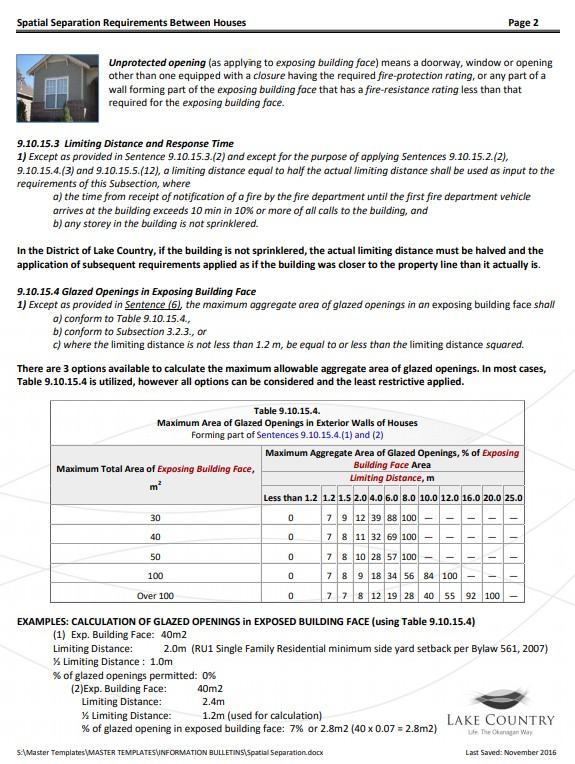 Spatial Separation Requirements Between Houses Page 2
Unprotected opening (as applying to exposing building face) means a doorway, window or opening
other than one equipped with a closure having the required fire-protection rating, or any part of a
wall forming part of the exposing building face that has a fire-resistance rating less than that
required for the exposing building face.
9.10.15.3 Limiting Distance and Response Time
1) Except as provided in Sentence 9.10.15.3.(2) and except for the purpose of applying Sentences 9.10.15.2.(2),
9.10.15.4.(3) and 9.10.15.5.(12), a limiting distance equal to half the actual limiting distance shall be used as input to the
requirements of this Subsection, where
a) the time from receipt of notification of a fire by the fire department until the first fire department vehicle
arrives at the building exceeds 10 min in 10% or more of all calls to the building, and
b) any storey in the building is not sprinklered.
In the District of Lake Country, if the building is not sprinklered, the actual limiting distance must be halved and the
application of subsequent requirements applied as if the building was closer to the property line than it actually is.
9.10.15.4 Glazed Openings in Exposing Building Face
1) Except as provided in Sentence (6), the maximum aggregate area of glazed openings in an exposing building face shall
a) conform to Table 9.10.15.4.,
b) conform to Subsection 3.2.3., or
c) where the limiting distance is not less than 1.2 m, be equal to or less than the limiting distance squared.
There are 3 options available to calculate the maximum allowable aggregate area of glazed openings. In most cases,
Table 9.10.15.4 is utilized, however all options can be considered and the least restrictive applied.
Table 9.10.15.4.
Maximum Area of Glazed Openings in Exterior Walls of Houses
Forming part of Sentences 9.10.15.4.(1) and (2)
Maximum Total Area of Exposing Building Face,
m2
Maximum Aggregate Area of Glazed Openings, % of Exposing
Building Face Area
Limiting Distance, m
Less than 1.2 1.2 1.5 2.0 4.0 6.0 8.0 10.0 12.0 16.0 20.0 25.0
30 0 7 9 12 39 88 100 — — — — —
40 0 7 8 11 32 69 100 — — — — —
50 0 7 8 10 28 57 100 — — — — —
100 0 7 8 9 18 34 56 84 100 — — —
Over 100 0 7 7 8 12 19 28 40 55 92 100 —
EXAMPLES: CALCULATION OF GLAZED OPENINGS in EXPOSED BUILDING FACE (using Table 9.10.15.4)
(1) Exp. Building Face: 40m2
Limiting Distance: 2.0m (RU1 Single Family Residential minimum side yard setback per Bylaw 561, 2007)
½ Limiting Distance : 1.0m
% of glazed openings permitted: 0%
(2)Exp. Building Face: 40m2
Limiting Distance: 2.4m
½ Limiting Distance: 1.2m (used for calculation)
% of glazed opening in exposed building face: 7% or 2.8m2 (40 x 0.07 = 2.8m2)
LAKE COUNTRY
Life. The Okanagan Way.
S:\Master Templates\MASTER TEMPLATES\INFORMATION BULLETINS\Spatial Separation.docx Last Saved: November 2016